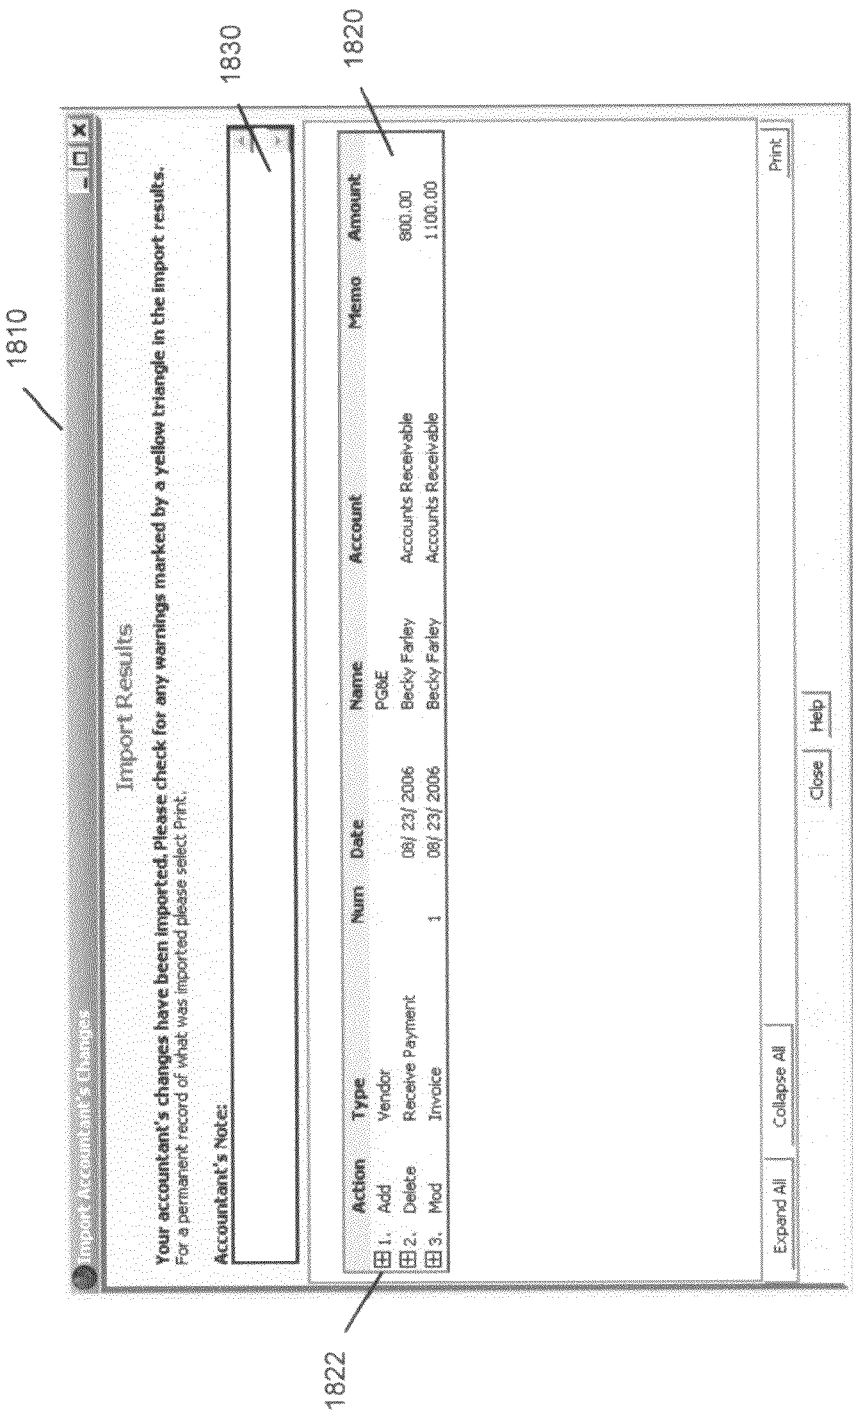 1810
Import Accountant's Changes
Import Results
Your accountant's changes have been imported. Please check for any warnings marked by a yellow triangle in the import results.
For a permanent record of what was imported please select Print.
Accountant's Note:
1830
Action Type Num Date Name Account Memo Amount
1. Add Vendor PG&E
2. Delete Receive Payment 08/ 23/ 2006 Becky Farley Accounts Receivable 800.00
3. Mod Invoice 1 08/ 23/ 2006 Becky Farley Accounts Receivable 1100.00
1820
1822
Expand All Collapse All Print
Close Help